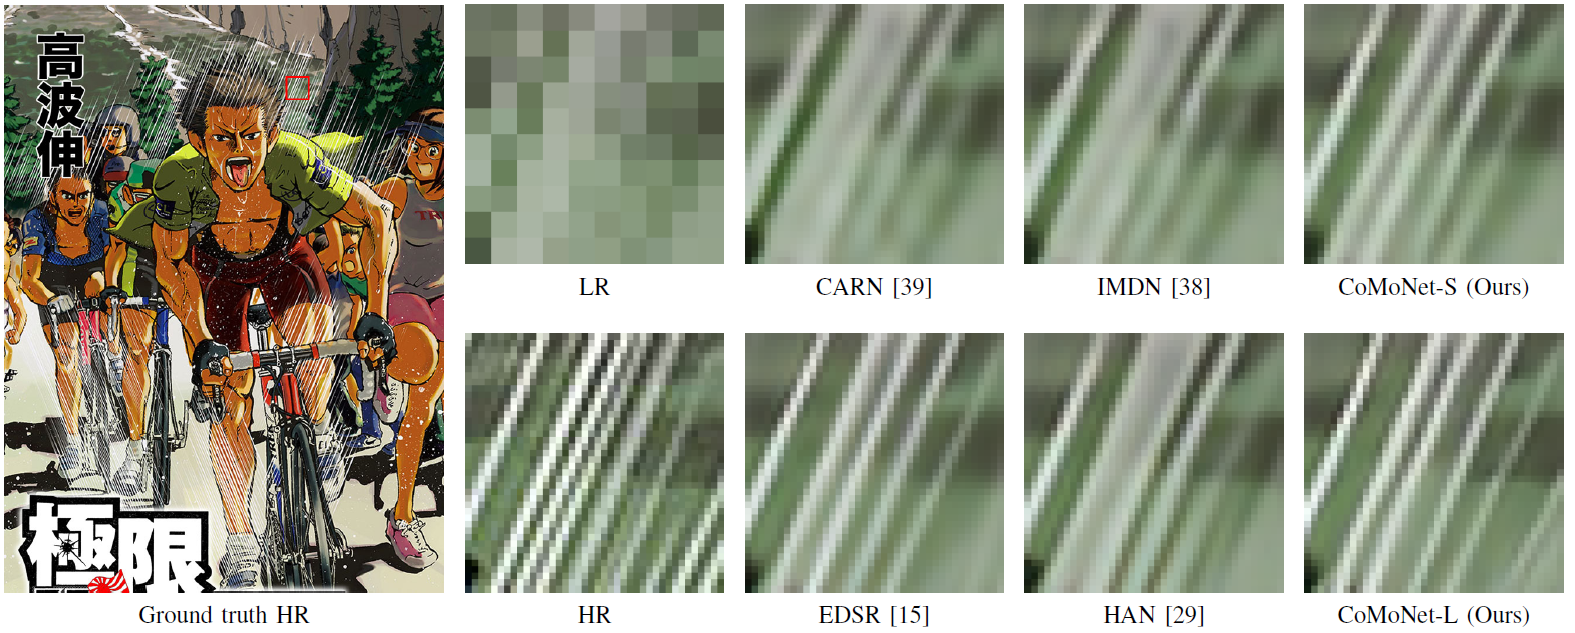 高波伸
LR
CARN [39]
IMDN [38]
CoMoNet-S (Ours)
TR
極限
Ground truth HR
HR
EDSR [15]
HAN [29]
CoMoNet-L (Ours)